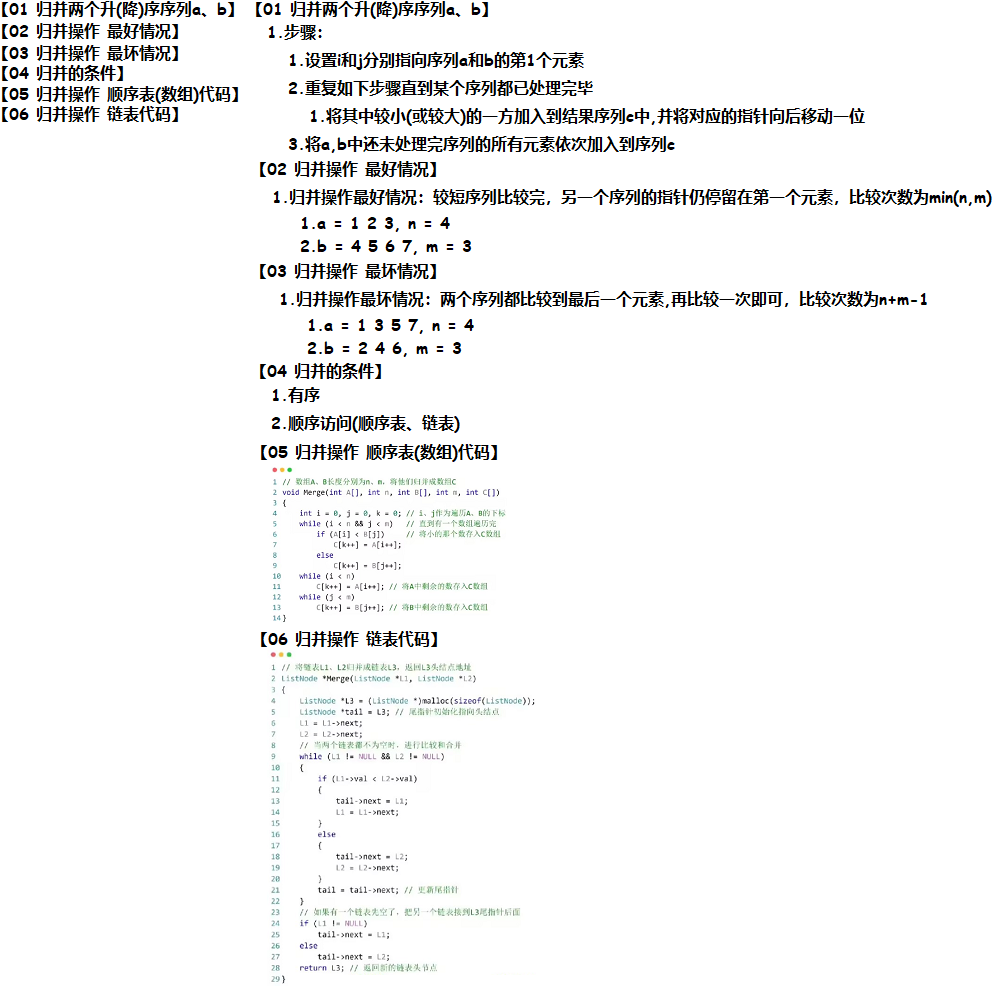 【01 归并两个升(降)序序列a、b】
【02 归并操作 最好情况】
【03 归并操作 最坏情况】
【04 归并的条件】
【05 归并操作 顺序表(数组)代码】
【06 归并操作 链表代码】
【01 归并两个升(降)序序列a、b】
1.步骤：
1.设置i和j分别指向序列a和b的第1个元素
2.重复如下步骤直到某个序列都已处理完毕
1.将其中较小(或较大)的一方加入到结果序列c中,并将对应的指针向后移动一位
3.将a,b中还未处理完序列的所有元素依次加入到序列c
【02 归并操作 最好情况】
1.归并操作最好情况：较短序列比较完，另一个序列的指针仍停留在第一个元素，比较次数为min(n,m)
1.a = 1 2 3, n = 4
2.b = 4 5 6 7, m = 3
【03 归并操作 最坏情况】
1.归并操作最坏情况：两个序列都比较到最后一个元素,再比较一次即可，比较次数为n+m-1
1.a = 1 3 5 7, n = 4
2.b = 2 4 6, m = 3
【04 归并的条件】
1.有序
2.顺序访问(顺序表、链表)
【05 归并操作 顺序表(数组)代码】
1 // 数组A、B长度分别为n、m，将他们归并成数组C
2 void Merge(int A[], int n, int B[], int m, int C[])
3 {
4 int i = 0, j = 0, k = 0; // i、j作为遍历A、B的下标
5 while (i < n && j < m) // 直到有一个数组遍历完
6 if (A[i] < B[j]) // 将小的那个数存入C数组
7 C[k++] = A[i++];
8 else
9 C[k++] = B[j++];
10 while (i < n)
11 C[k++] = A[i++]; // 将A中剩余的数存入C数组
12 while (j < m)
13 C[k++] = B[j++]; // 将B中剩余的数存入C数组
14 }
【06 归并操作 链表代码】
1 // 将链表L1、L2归并成链表L3，返回L3头结点地址
2 ListNode *Merge(ListNode *L1, ListNode *L2)
3 {
4 ListNode *L3 = (ListNode *)malloc(sizeof(ListNode));
5 ListNode *tail = L3; // 尾指针初始化指向头结点
6 L1 = L1->next;
7 L2 = L2->next;
8 // 当两个链表都不为空时，进行比较和合并
9 while (L1 != NULL && L2 != NULL)
10 {
11 if (L1->val < L2->val)
12 {
13 tail->next = L1;
14 L1 = L1->next;
15 }
16 else
17 {
18 tail->next = L2;
19 L2 = L2->next;
20 }
21 tail = tail->next; // 更新尾指针
22 }
23 // 如果有一个链表先空了，把另一个链表接到L3尾指针后面
24 if (L1 != NULL)
25 tail->next = L1;
26 else
27 tail->next = L2;
28 return L3; // 返回新的链表头节点
29 }